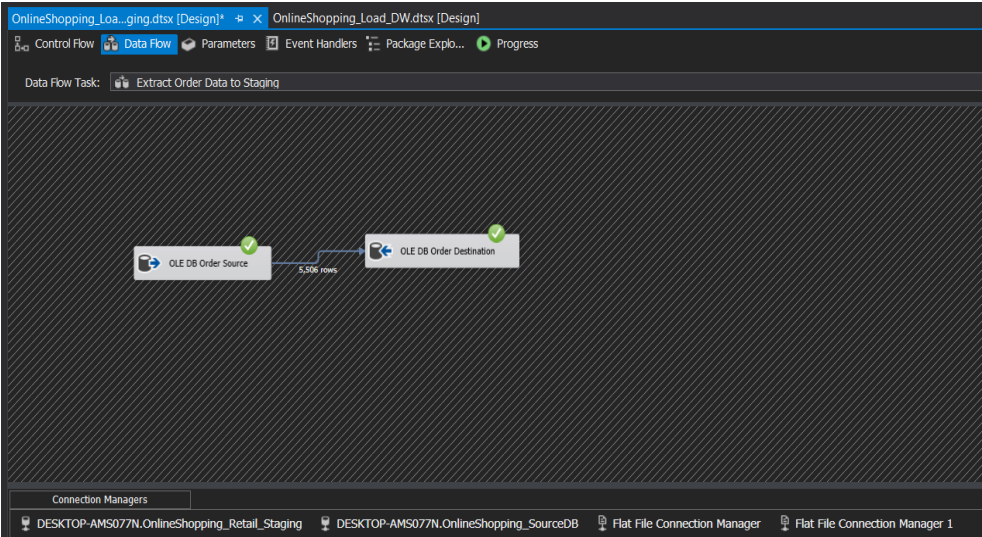 OnlineShopping_Loa...ging.dtsx [Design]* OnlineShopping_Load_DW.dtsx [Design]
Control Flow Data Flow Parameters Event Handlers Package Explo... Progress
Data Flow Task: Extract Order Data to Staging
OLE DB Order Source
5,506 rows
OLE DB Order Destination
Connection Managers
DESKTOP-AMS077N.OnlineShopping_Retail_Staging DESKTOP-AMS077N.OnlineShopping_SourceDB Flat File Connection Manager Flat File Connection Manager 1